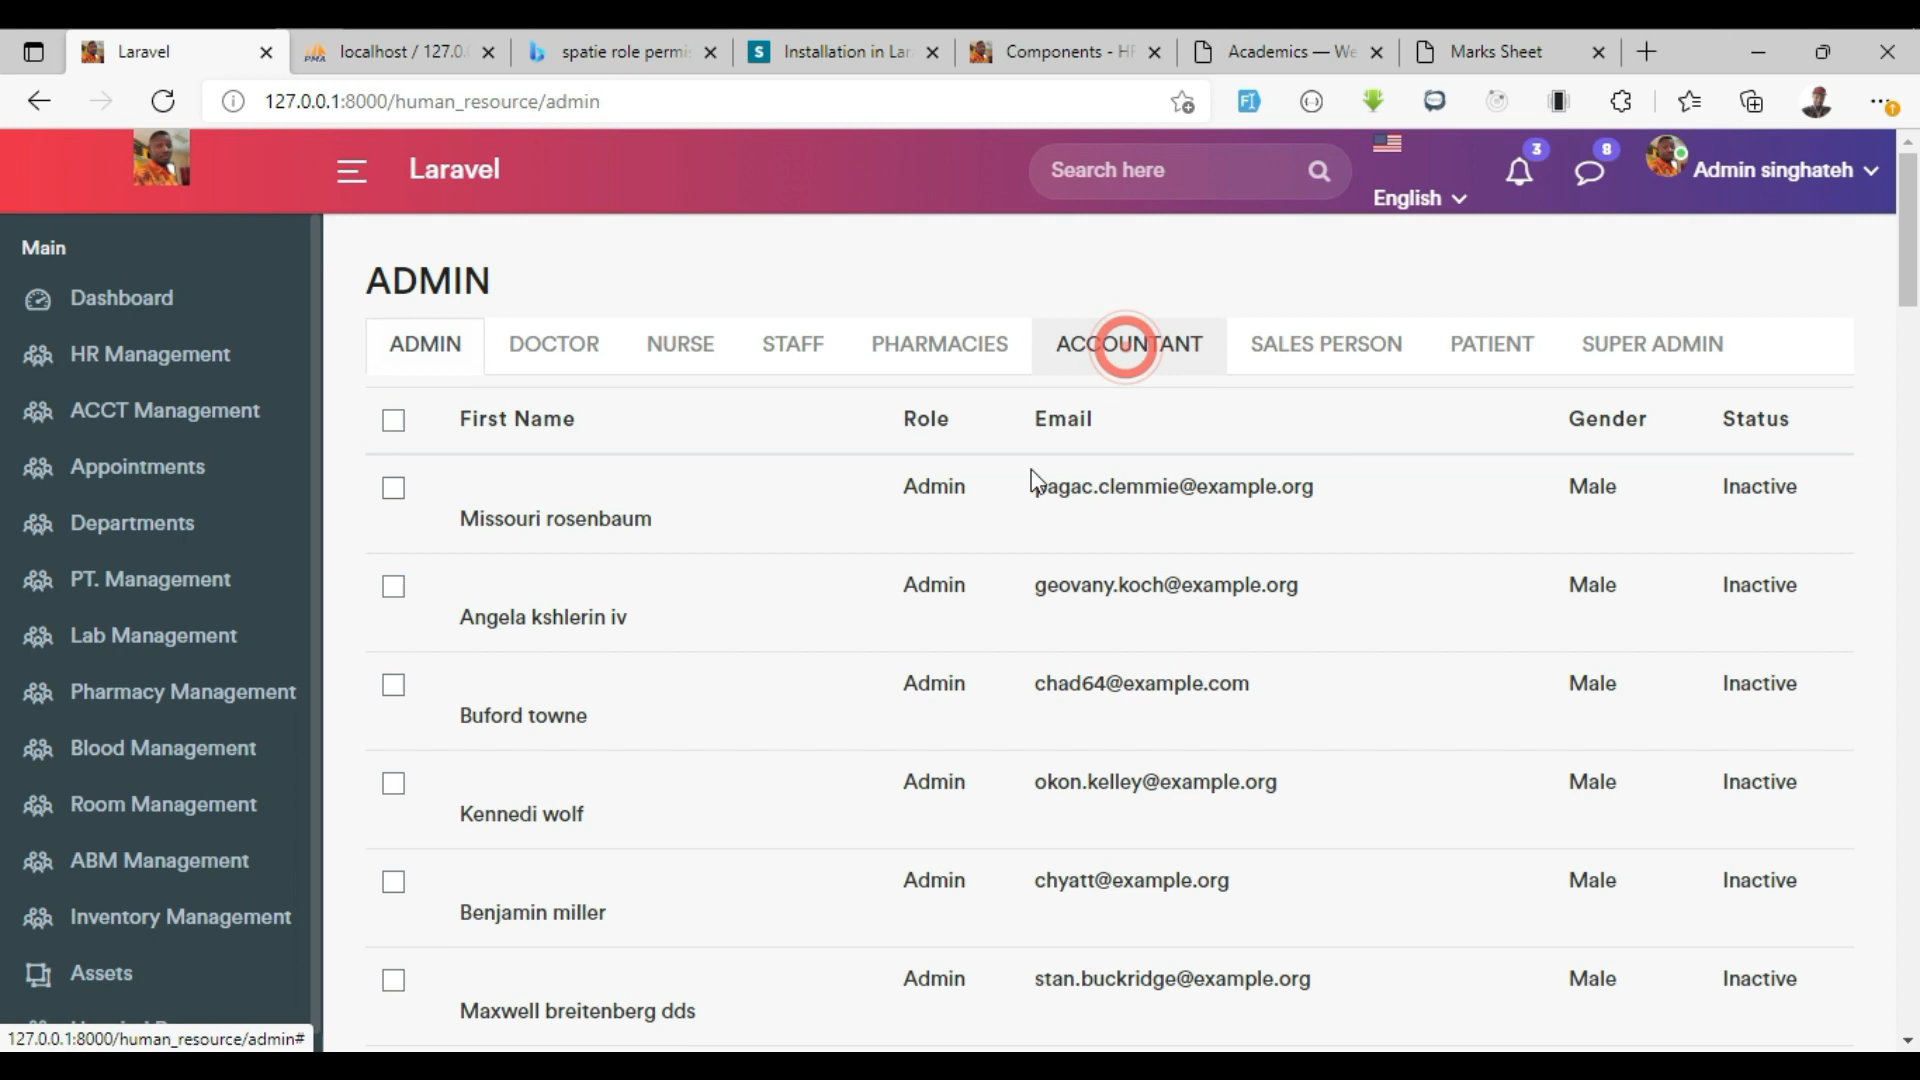 Laravel
localhost / 127.0.
PMA
spatie role permi
S
Installation in Lar
Components - H
Academics — We
Marks Sheet
127.0.0.1:8000/human_resource/admin
Laravel
Search here
English
3
8
Admin singhateh
Main
Dashboard
HR Management
ACCT Management
Appointments
Departments
PT. Management
Lab Management
Pharmacy Management
Blood Management
Room Management
ABM Management
Inventory Management
Assets
127.0.0.1:8000/human_resource/admin#
ADMIN
ADMIN DOCTOR NURSE STAFF PHARMACIES ACCOUNTANT SALES PERSON PATIENT SUPER ADMIN
First Name Role Email Gender Status
Admin agac.clemmie@example.org Male Inactive
Missouri rosenbaum
Admin geovany.koch@example.org Male Inactive
Angela kshlerin iv
Admin chad64@example.com Male Inactive
Buford towne
Admin okon.kelley@example.org Male Inactive
Kennedi wolf
Admin chyatt@example.org Male Inactive
Benjamin miller
Admin stan.buckridge@example.org Male Inactive
Maxwell breitenberg dds